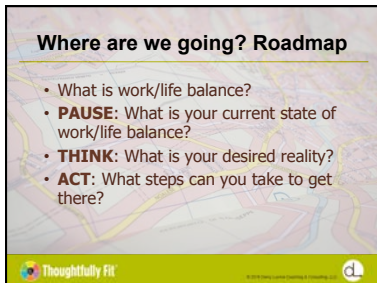 Where are we going? Roadmap
• What is work/life balance?
• PAUSE: What is your current state of
work/life balance?
• THINK: What is your desired reality?
• ACT: What steps can you take to get
there?
Thoughtfully Fit
dL